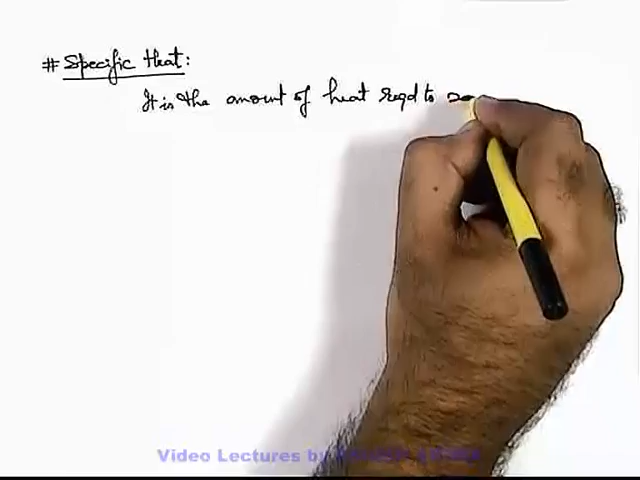 # Specific Heat:
It is the amount of heat reqd to
Video Lectures by